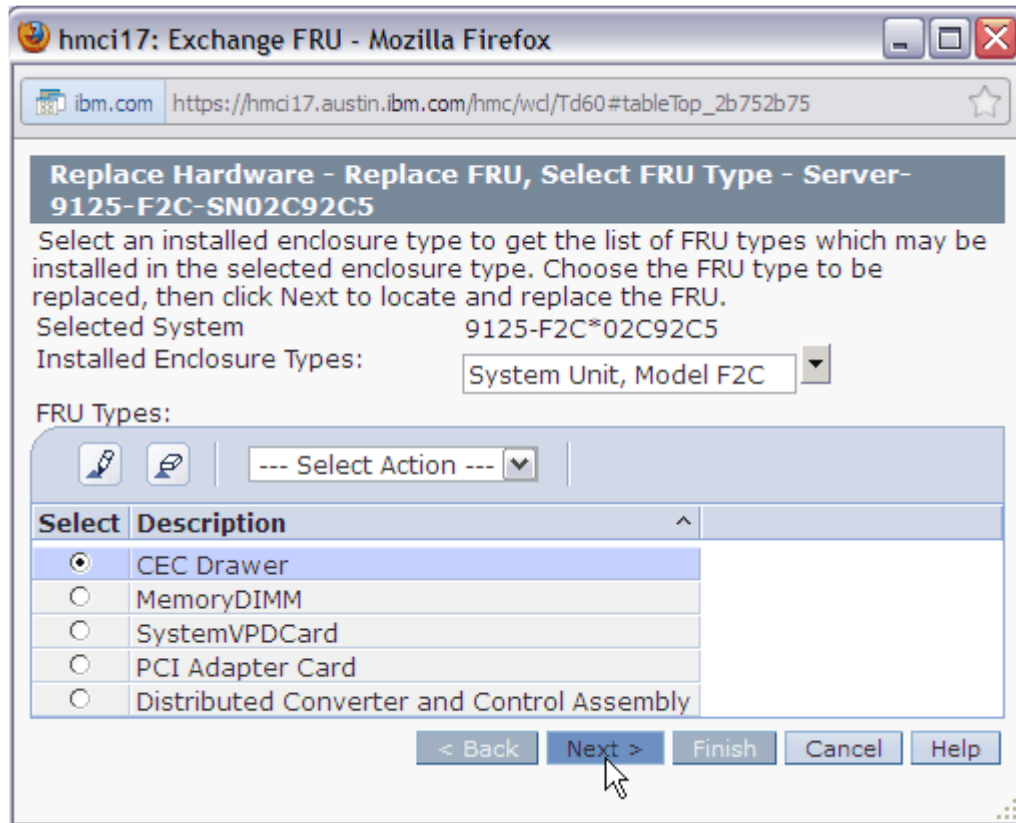 hmci17: Exchange FRU - Mozilla Firefox
ibm.com https://hmci17.austin.ibm.com/hmc/wcl/Td60#tableTop_2b752b75
Replace Hardware - Replace FRU, Select FRU Type - Server-
9125-F2C-SN02C92C5
Select an installed enclosure type to get the list of FRU types which may be
installed in the selected enclosure type. Choose the FRU type to be
replaced, then click Next to locate and replace the FRU.
Selected System 9125-F2C*02C92C5
Installed Enclosure Types: System Unit, Model F2C
FRU Types:
--- Select Action ---
Select Description
CEC Drawer
MemoryDIMM
SystemVPDCard
PCI Adapter Card
Distributed Converter and Control Assembly
< Back Next > Finish Cancel Help